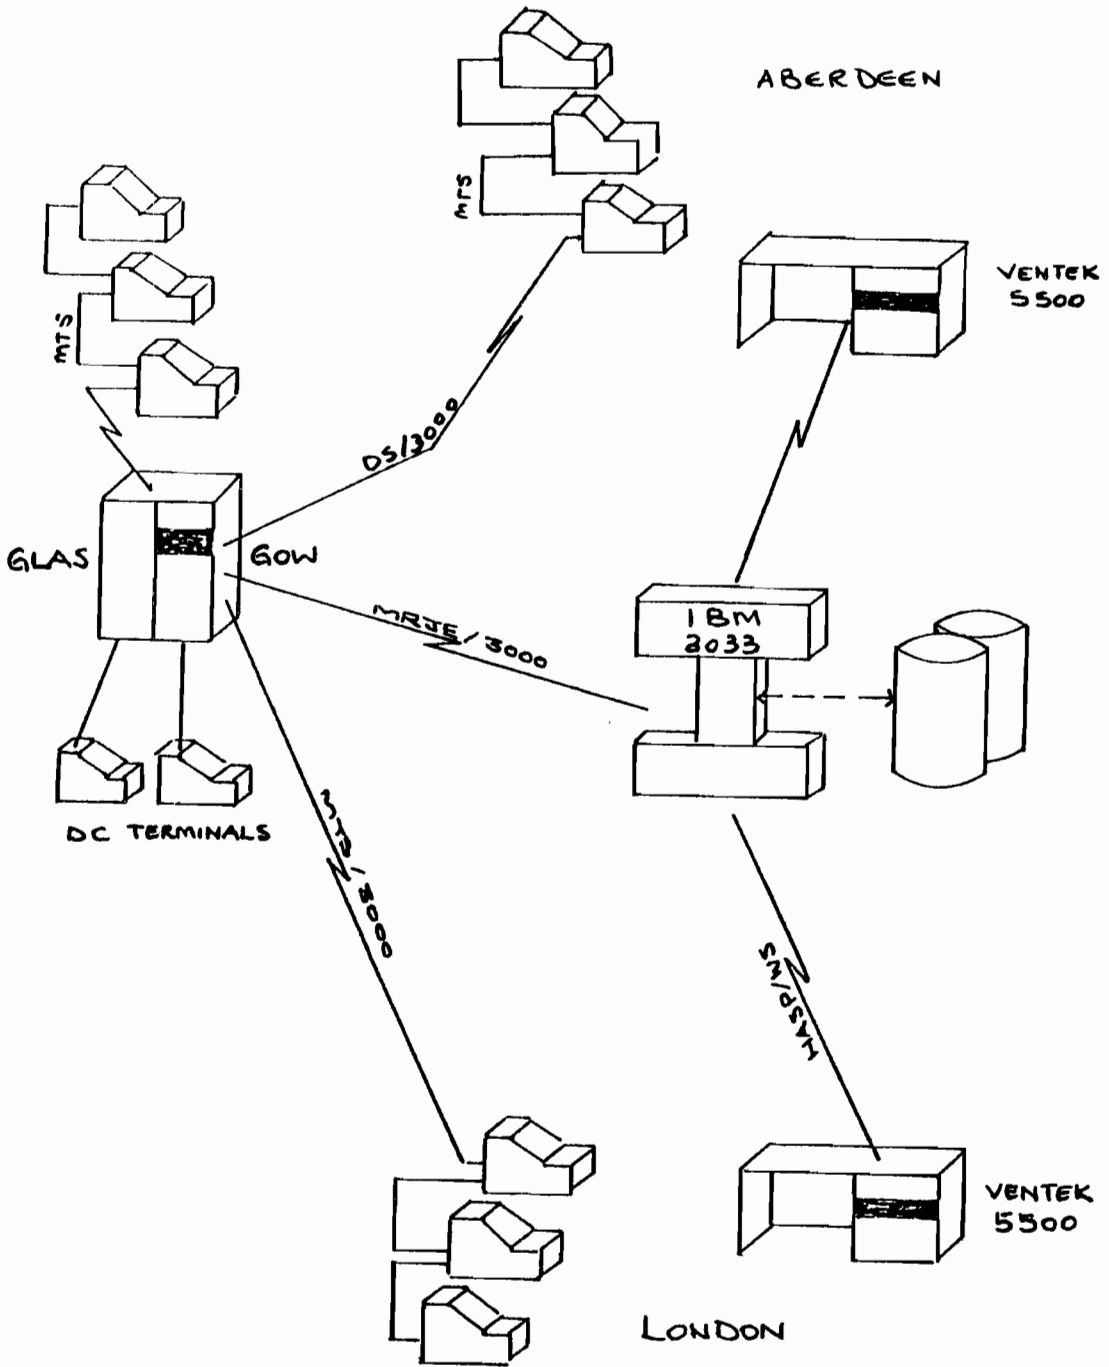 ABERDEEN
MTS
VENTEK
5500
MTS
DS/3000
GLAS
GOW
MRJE/3000
IBM
3033
DC TERMINALS
MTS/3000
HASP/WS
VENTEK
5500
LONDON